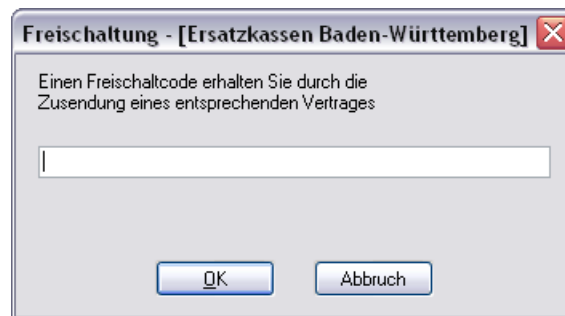 Freischaltung - [Ersatzkassen Baden-Württemberg]
Einen Freischaltcode erhalten Sie durch die
Zusendung eines entsprechenden Vertrages
OK Abbruch